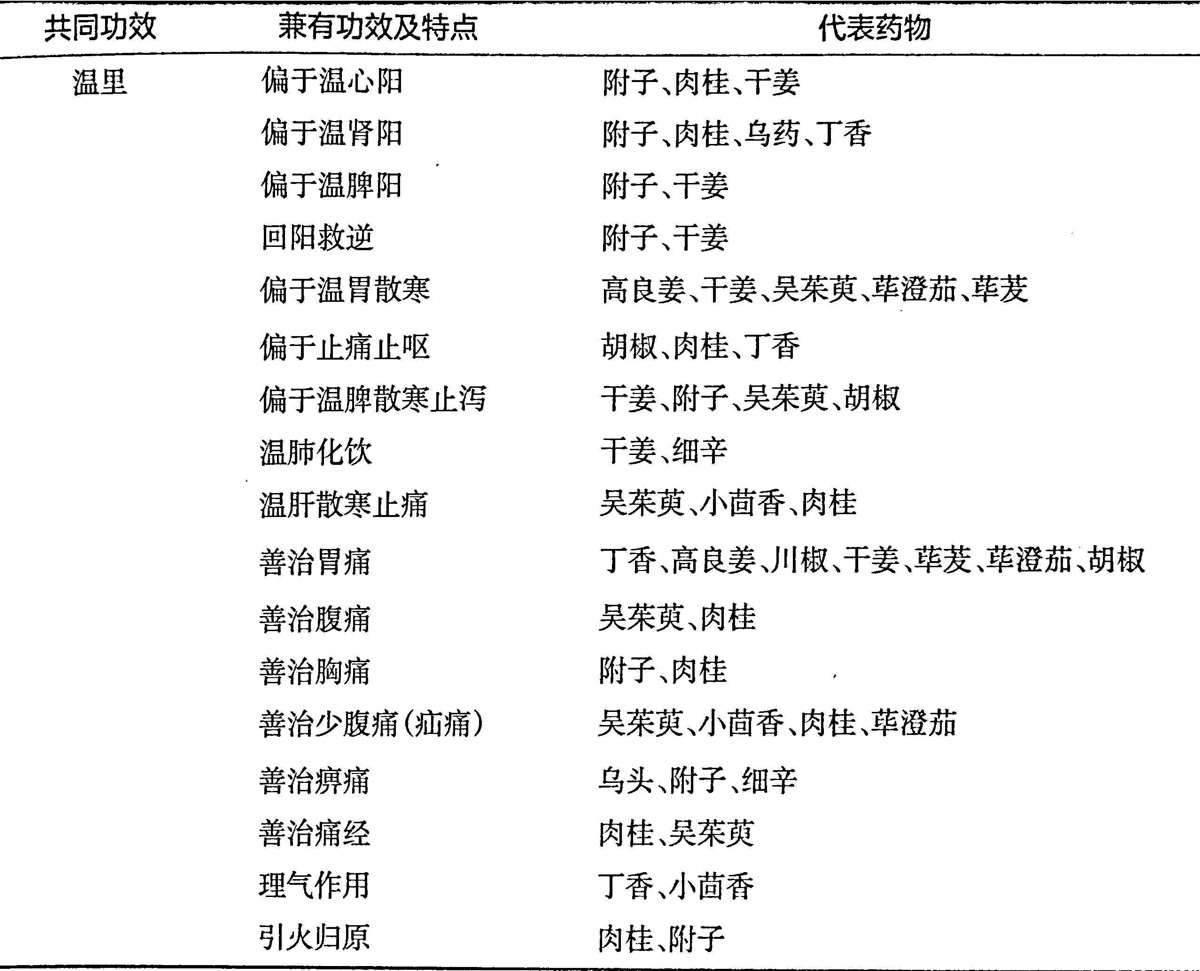 共同功效 兼有功效及特点 代表药物
温里 偏于温心阳 附子、肉桂、干姜
偏于温肾阳 附子、肉桂、乌药、丁香
偏于温脾阳 附子、干姜
回阳救逆 附子、干姜
偏于温胃散寒 高良姜、干姜、吴茱萸、荜澄茄、荜茇
偏于止痛止呕 胡椒、肉桂、丁香
偏于温脾散寒止泻 干姜、附子、吴茱萸、胡椒
温肺化饮 干姜、细辛
温肝散寒止痛 吴茱萸、小茴香、肉桂
善治胃痛 丁香、高良姜、川椒、干姜、荜茇、荜澄茄、胡椒
善治腹痛 吴茱萸、肉桂
善治胸痛 附子、肉桂
善治少腹痛(疝痛) 吴茱萸、小茴香、肉桂、荜澄茄
善治痹痛 乌头、附子、细辛
善治痛经 肉桂、吴茱萸
理气作用 丁香、小茴香
引火归原 肉桂、附子